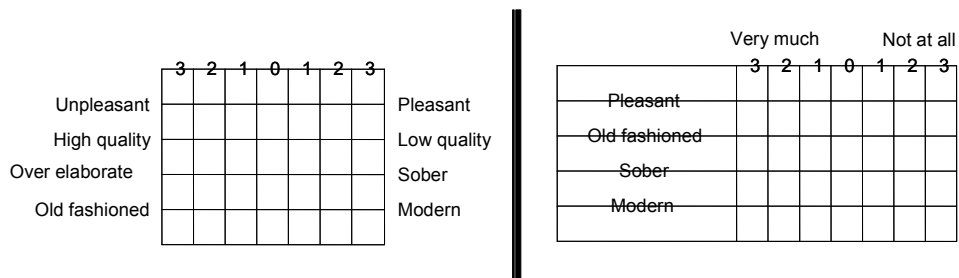 3 2 1 0 1 2 3
Unpleasant Pleasant
High quality Low quality
Over elaborate Sober
Old fashioned Modern
Very much Not at all
3 2 1 0 1 2 3
Pleasant
Old fashioned
Sober
Modern